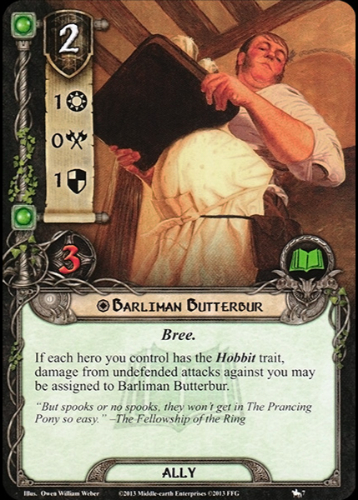 2
1
0
1
3
Barliman Butterbur
Bree.
If each hero you control has the Hobbit trait,
damage from undefended attacks against you may
be assigned to Barliman Butterbur.
“But spooks or no spooks, they won’t get in The Prancing
Pony so easy.” –The Fellowship of the Ring
ALLY
Illus. Owen William Weber ©2013 Middle-earth Enterprises ©2013 FFG 7